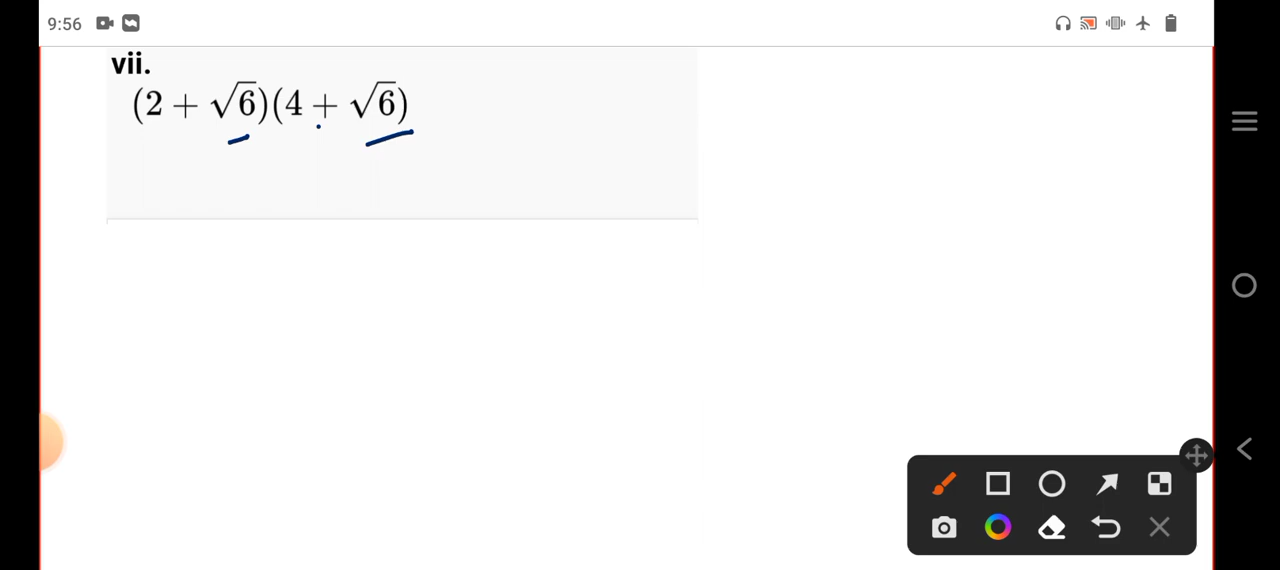 9:56
vii.
(2 + √6)(4 + √6)